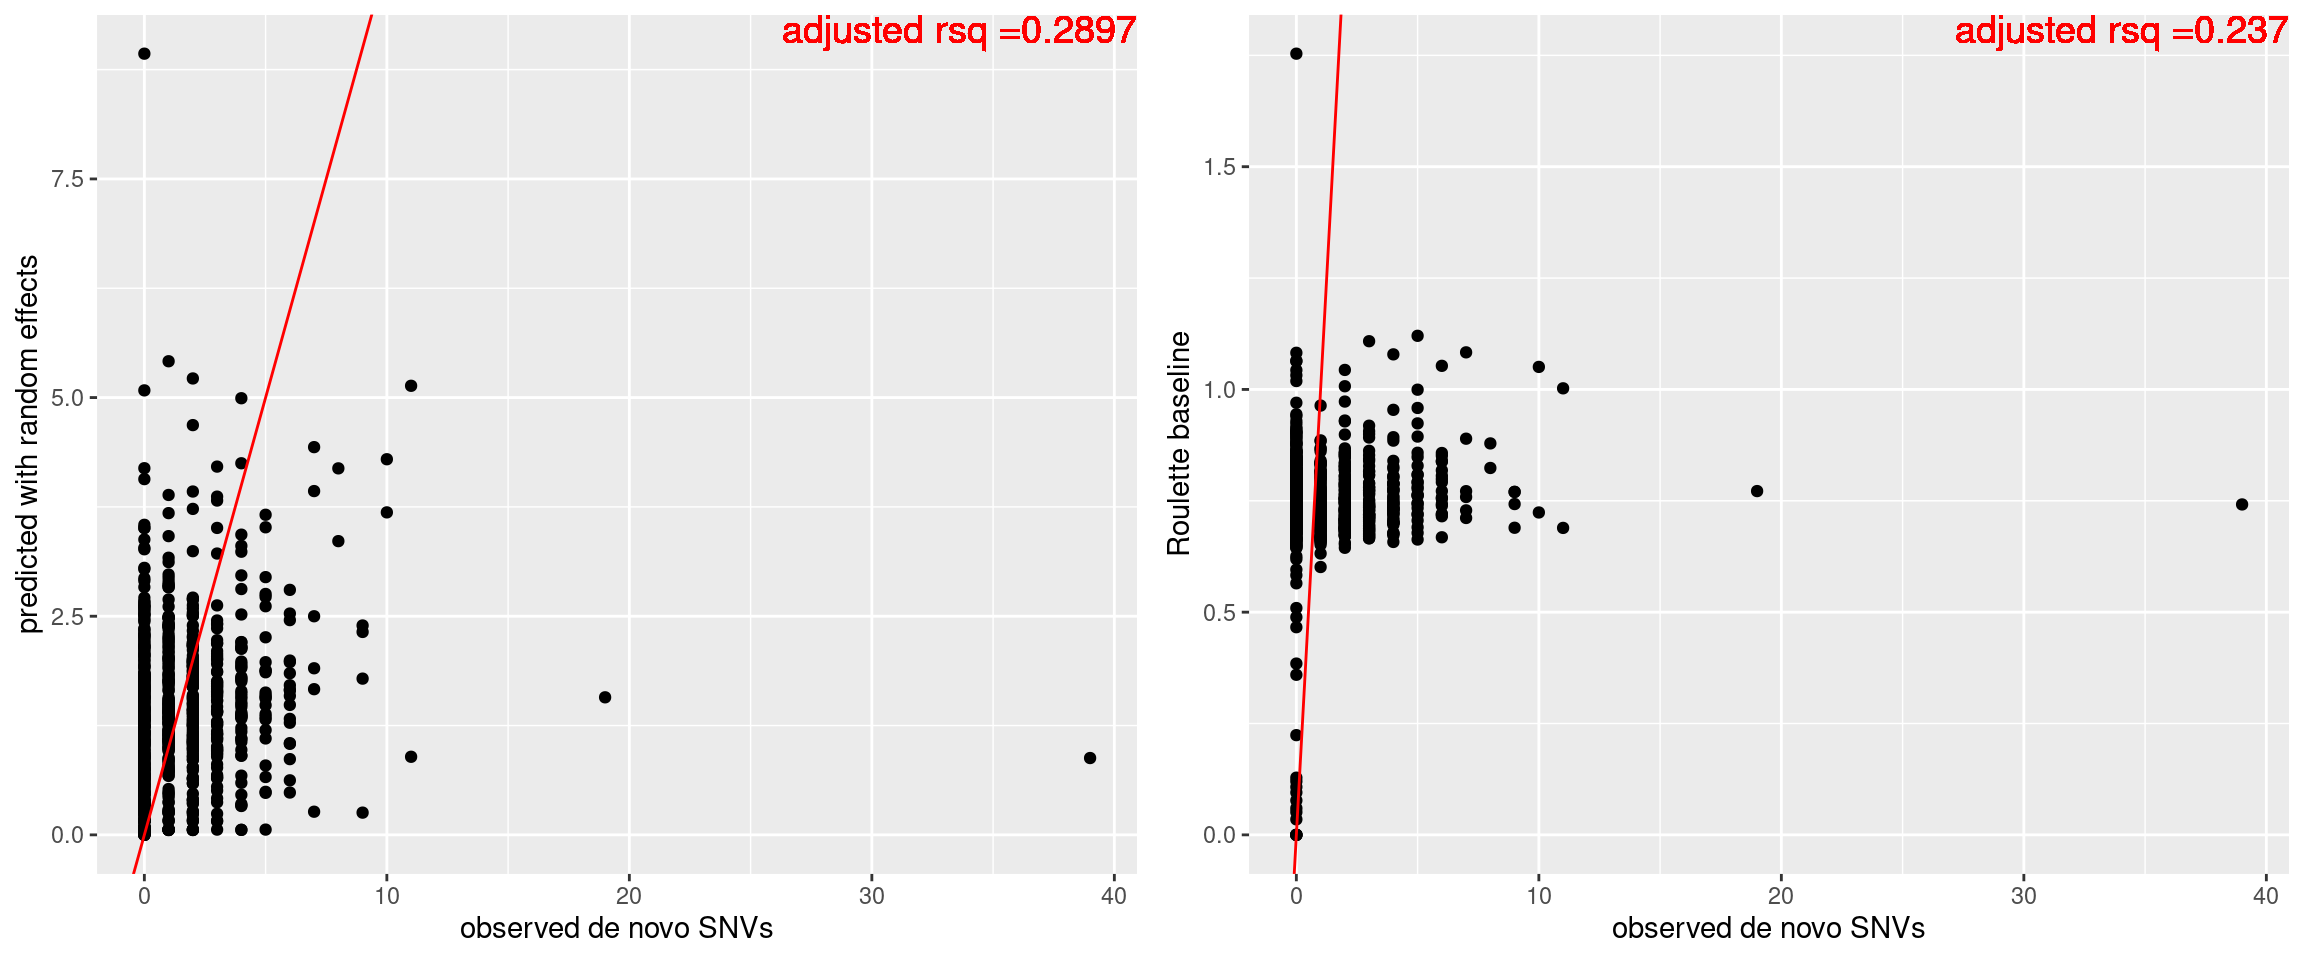 adjusted rsq =0.2897
predicted with random effects
7.5
5.0
2.5
0.0
0 10 20 30 40
observed de novo SNVs
adjusted rsq =0.237
Roulette baseline
1.5
1.0
0.5
0.0
0 10 20 30 40
observed de novo SNVs